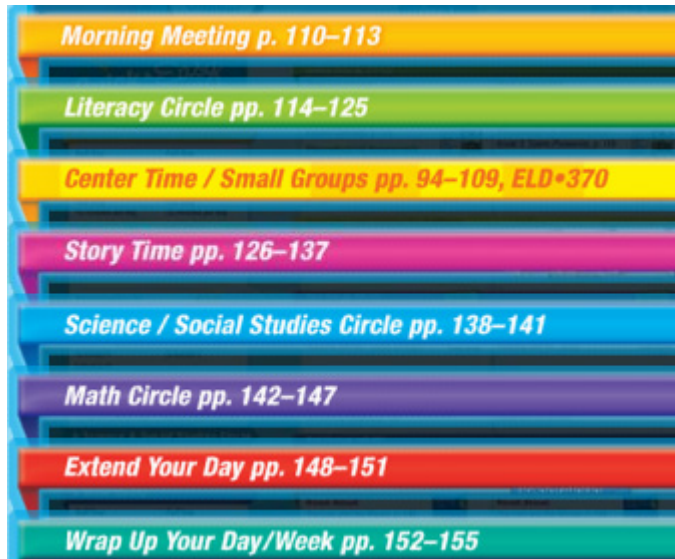 Morning Meeting p. 110–113
Literacy Circle pp. 114–125
Center Time / Small Groups pp. 94–109, ELD•370
Story Time pp. 126–137
Science / Social Studies Circle pp. 138–141
Math Circle pp. 142–147
Extend Your Day pp. 148–151
Wrap Up Your Day/Week pp. 152–155